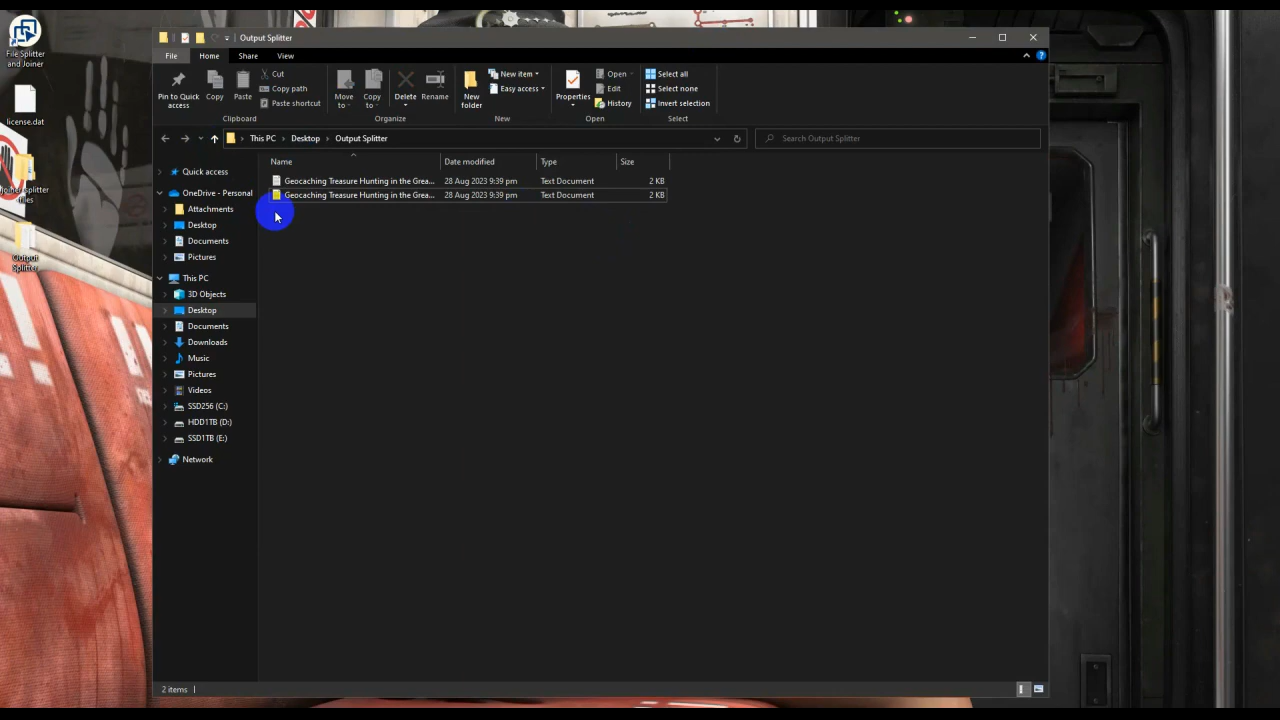 File Splitter
and Joiner
license.dat
Joiner splitter
files
Output
Splitter
Output Splitter
File Home Share View
Pin to Quick
access
Copy
Paste
Cut
Copy path
Paste shortcut
Clipboard
Move
to
Copy
to
Delete
Rename
Organize
New
folder
New item
Easy access
New
Properties
Open
Edit
History
Open
Select all
Select none
Invert selection
Select
This PC > Desktop > Output Splitter
Search Output Splitter
Name Date modified Type Size
Geocaching Treasure Hunting in the Grea... 28 Aug 2023 9:39 pm Text Document 2 KB
Geocaching Treasure Hunting in the Grea... 28 Aug 2023 9:39 pm Text Document 2 KB
Quick access
OneDrive - Personal
Attachments
Desktop
Documents
Pictures
This PC
3D Objects
Desktop
Documents
Downloads
Music
Pictures
Videos
SSD256 (C:)
HDD1TB (D:)
SSD1TB (E:)
Network
2 items